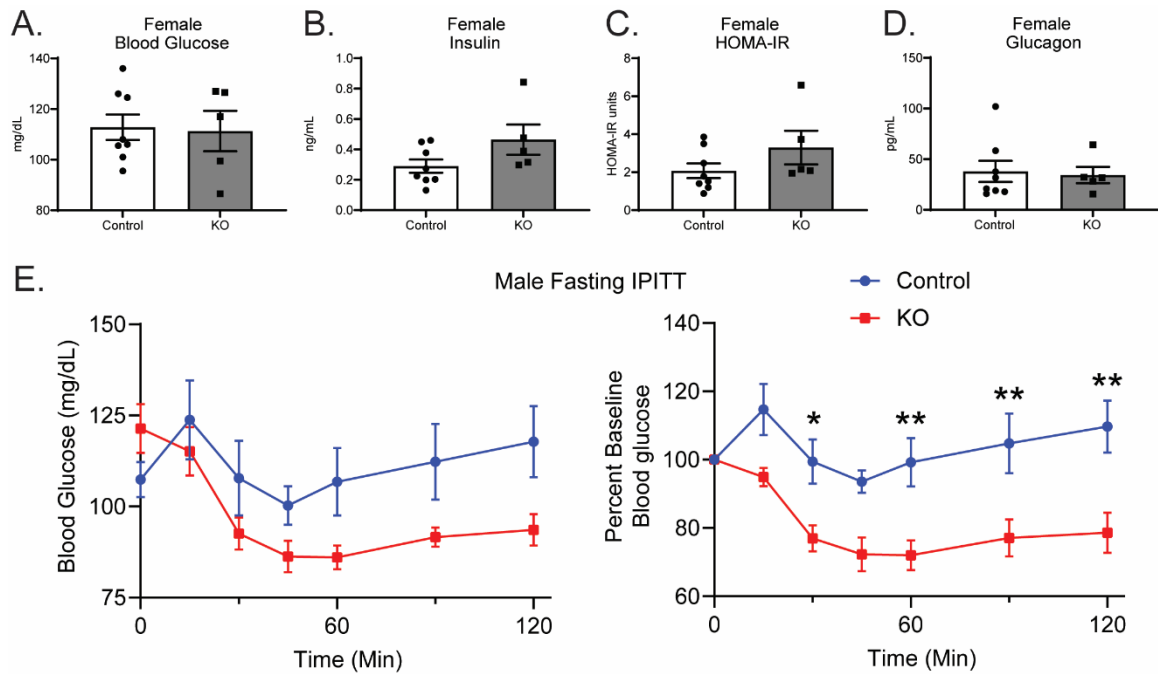 A.
Female
Blood Glucose
mg/dL
140
120
100
80
Control
KO
B.
Female
Insulin
ng/mL
1.0
0.8
0.6
0.4
0.2
0.0
Control
KO
C.
Female
HOMA-IR
HOMA-IR units
8
6
4
2
0
Control
KO
D.
Female
Glucagon
pg/mL
150
100
50
0
Control
KO
E.
Male Fasting IPITT
Control
KO
Blood Glucose (mg/dL)
150
125
100
75
0
60
120
Time (Min)
Percent Baseline
Blood glucose
140
120
100
80
60
*
**
**
**
0
60
120
Time (Min)